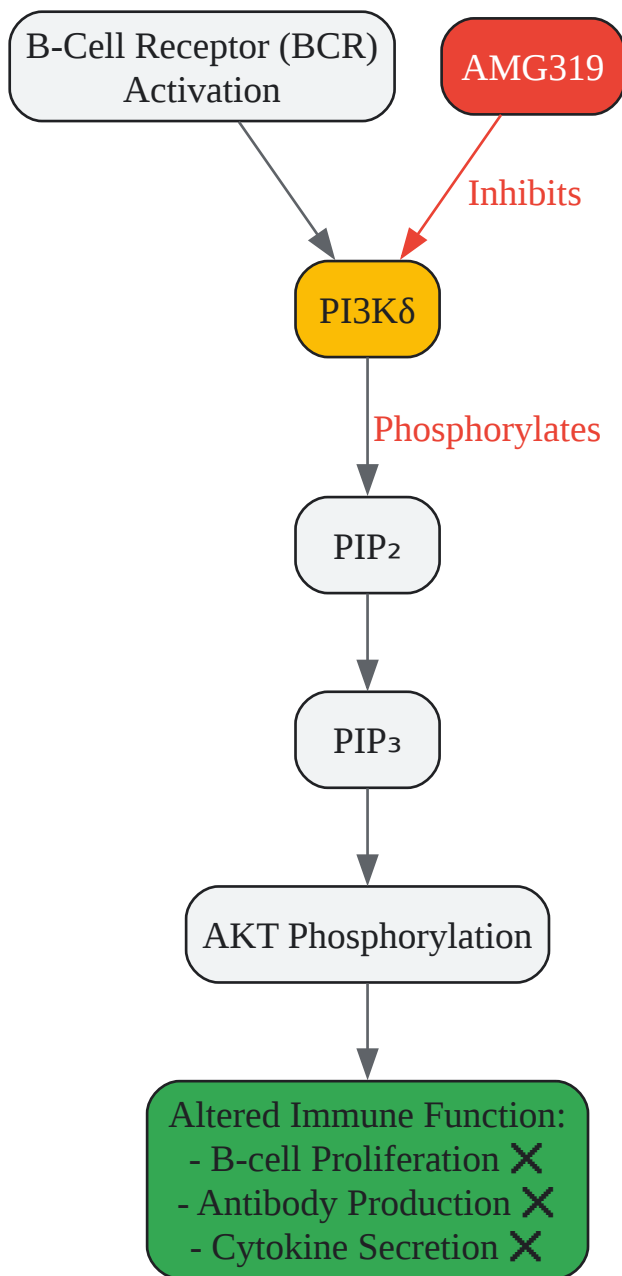 B-Cell Receptor (BCR)
Activation
AMG319
Inhibits
PI3Kδ
Phosphorylates
PIP₂
PIP₃
AKT Phosphorylation
Altered Immune Function:
- B-cell Proliferation ❌
- Antibody Production ❌
- Cytokine Secretion ❌